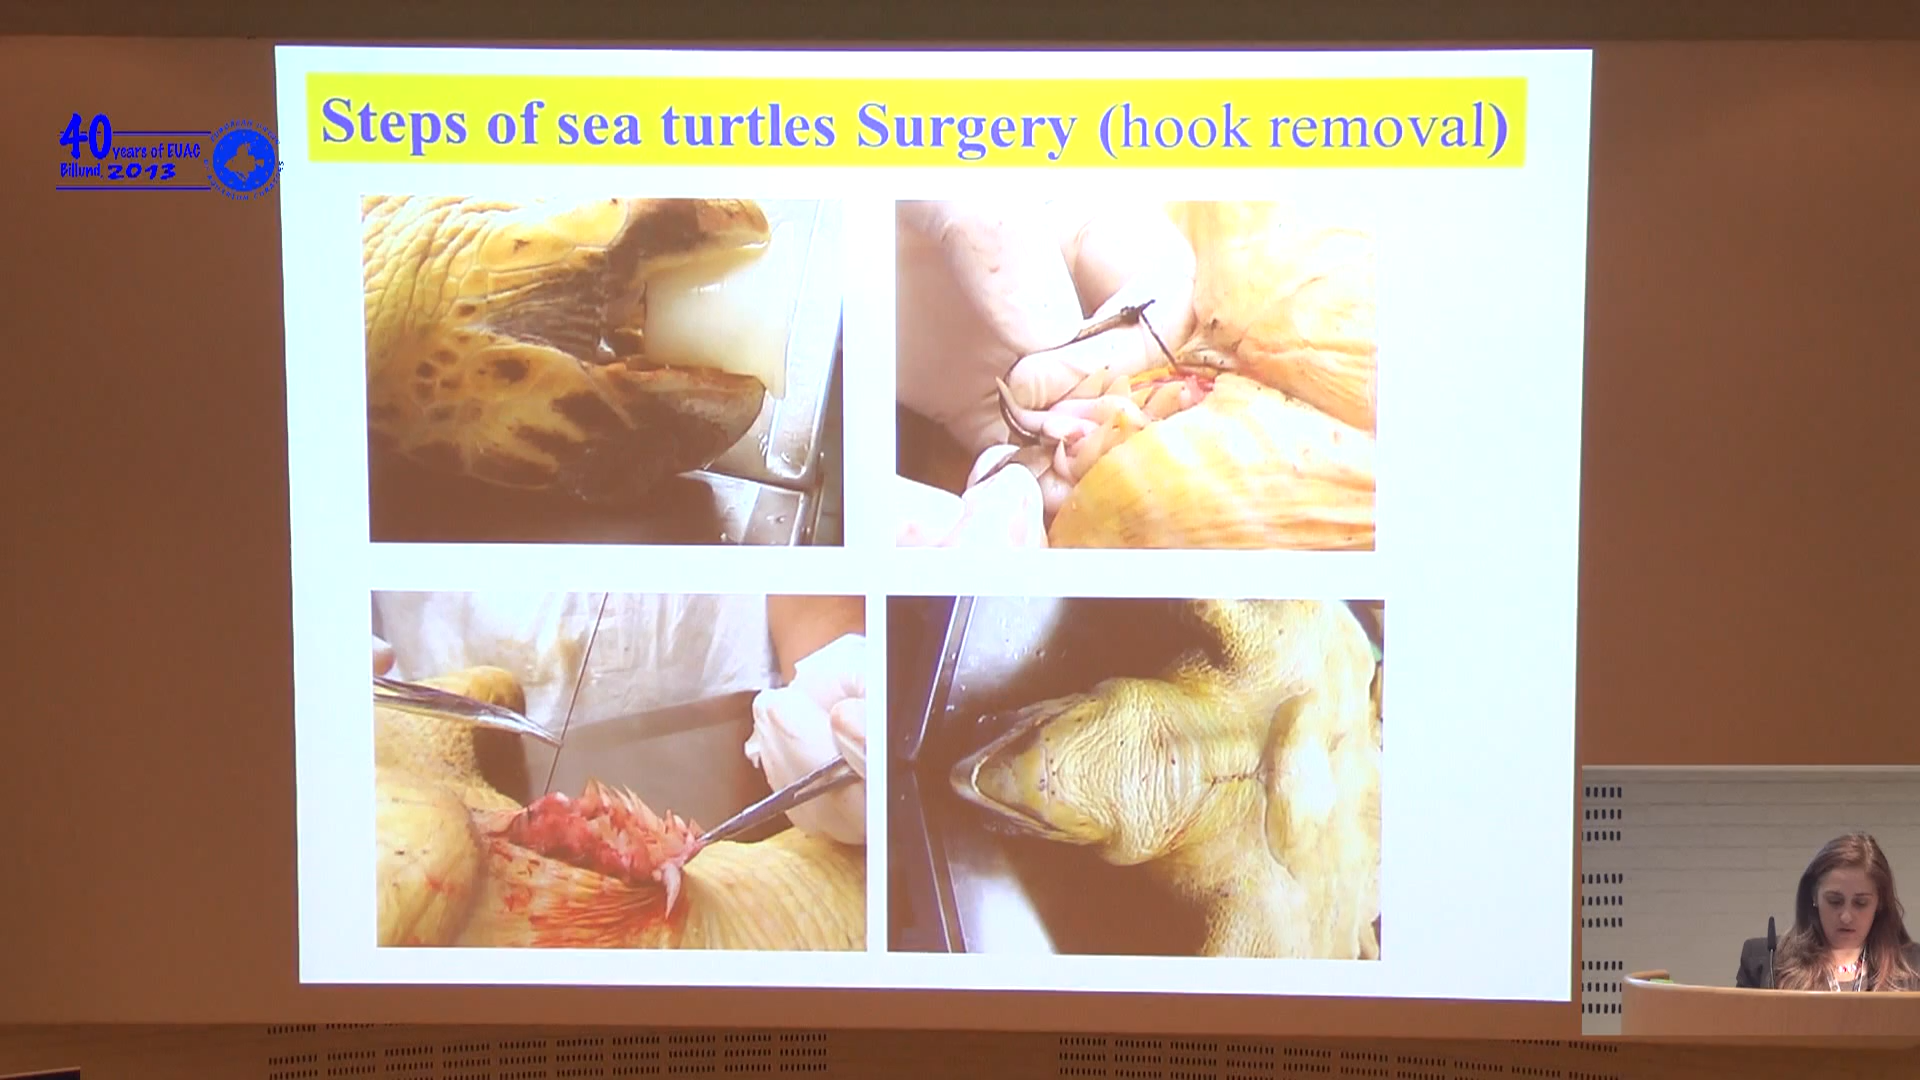 Steps of sea turtles Surgery (hook removal)
40 years of EUAC
Billund, 2013